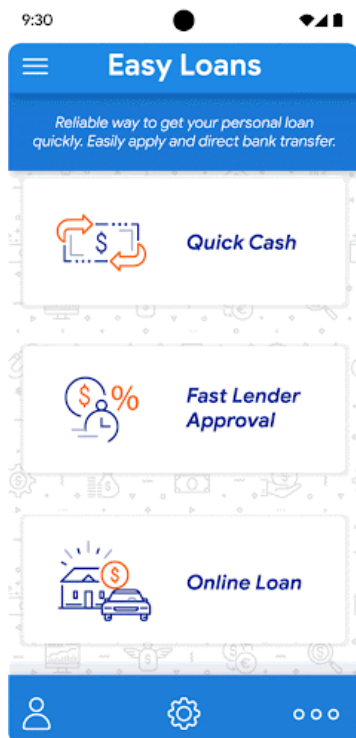 9:30
Easy Loans
Reliable way to get your personal loan
quickly. Easily apply and direct bank transfer.
$
Quick Cash
$ %
Fast Lender
Approval
$
Online Loan